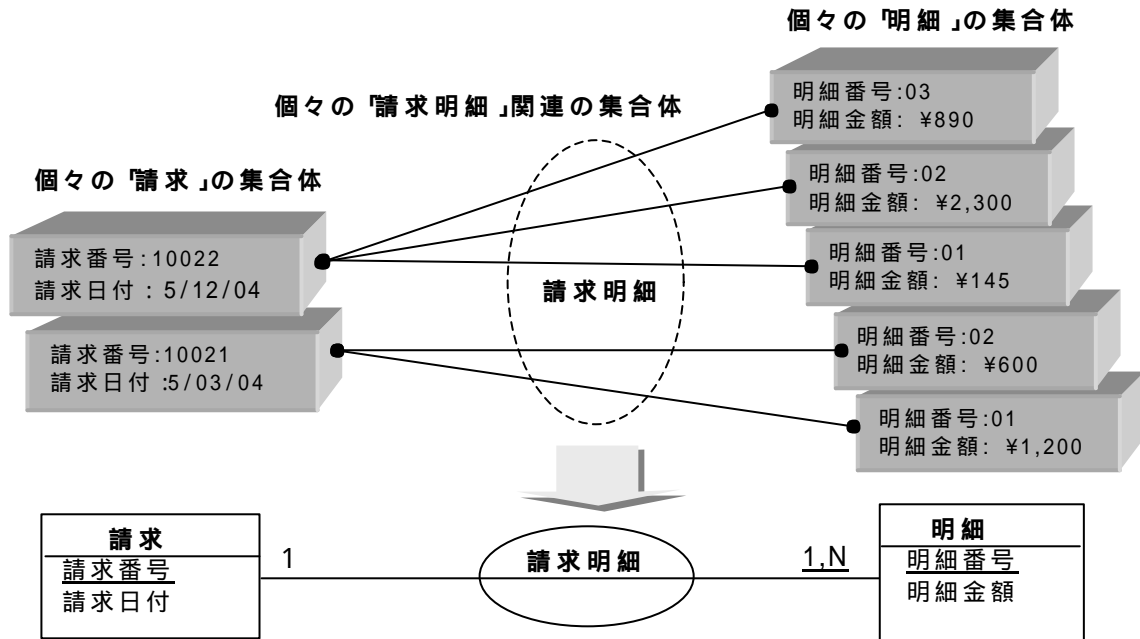 個々の「明細」の集合体
明細番号:03
明細金額: ¥890
個々の「請求明細」関連の集合体
明細番号:02
明細金額: ¥2,300
個々の「請求」の集合体
請求番号:10022
請求日付: 5/12/04
明細番号:01
明細金額: ¥145
請求明細
請求番号:10021
請求日付:5/03/04
明細番号:02
明細金額: ¥600
明細番号:01
明細金額: ¥1,200
請求
請求番号
請求日付
1
請求明細
1,N
明細
明細番号
明細金額